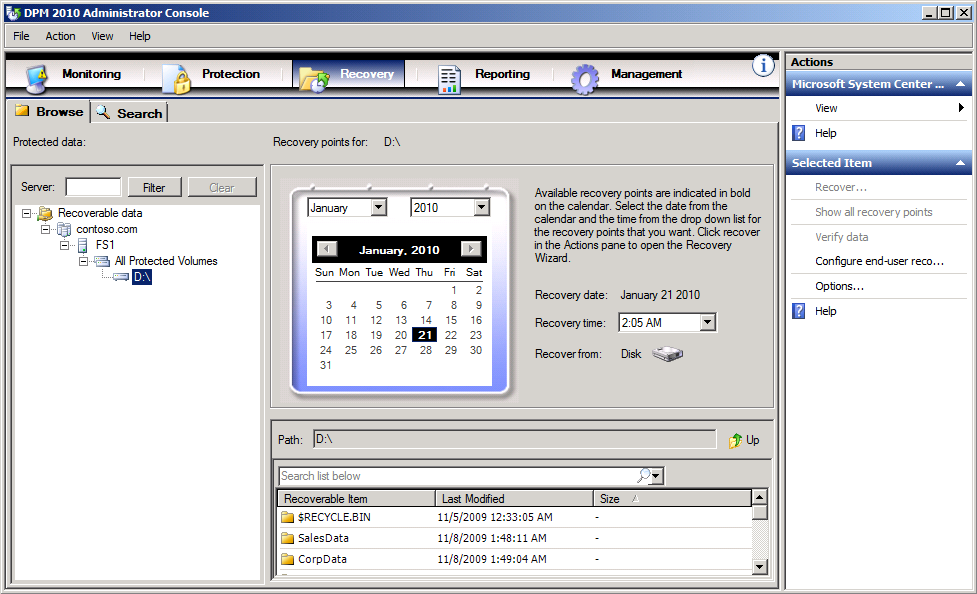 DPM 2010 Administrator Console
File Action View Help
Monitoring Protection Recovery Reporting Management
Browse Search
Protected data:
Server: Filter Clear
Recoverable data
contoso.com
FS1
All Protected Volumes
D:\
Recovery points for: D:\
January 2010
January, 2010
Sun Mon Tue Wed Thu Fri Sat
1 2
3 4 5 6 7 8 9
10 11 12 13 14 15 16
17 18 19 20 21 22 23
24 25 26 27 28 29 30
31
Available recovery points are indicated in bold
on the calendar. Select the date from the
calendar and the time from the drop down list for
the recovery points that you want. Click recover
in the Actions pane to open the Recovery
Wizard.
Recovery date: January 21 2010
Recovery time: 2:05 AM
Recover from: Disk
Path: D:\ Up
Search list below
Recoverable Item Last Modified Size
$RECYCLE.BIN 11/5/2009 12:33:05 AM -
SalesData 11/8/2009 1:48:11 AM -
CorpData 11/8/2009 1:49:04 AM -
Actions
Microsoft System Center ...
View
Help
Selected Item
Recover...
Show all recovery points
Verify data
Configure end-user reco...
Options...
Help